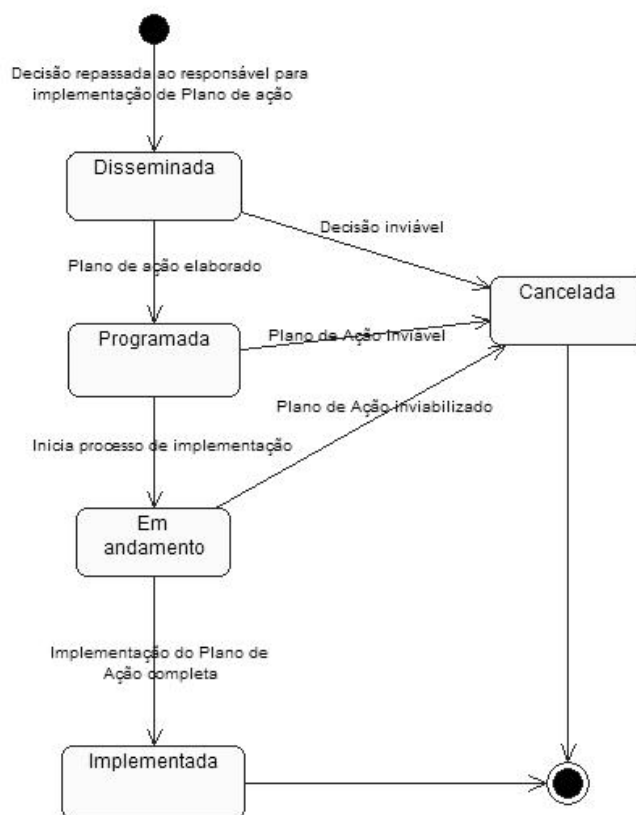 Decisão repassada ao responsável para
implementação de Plano de ação
Disseminada
Decisão inviável
Plano de ação elaborado
Cancelada
Programada
Plano de Ação Inviável
Plano de Ação inviabilizado
Inicia processo de implementação
Em
andamento
Implementação do Plano de
Ação completa
Implementada